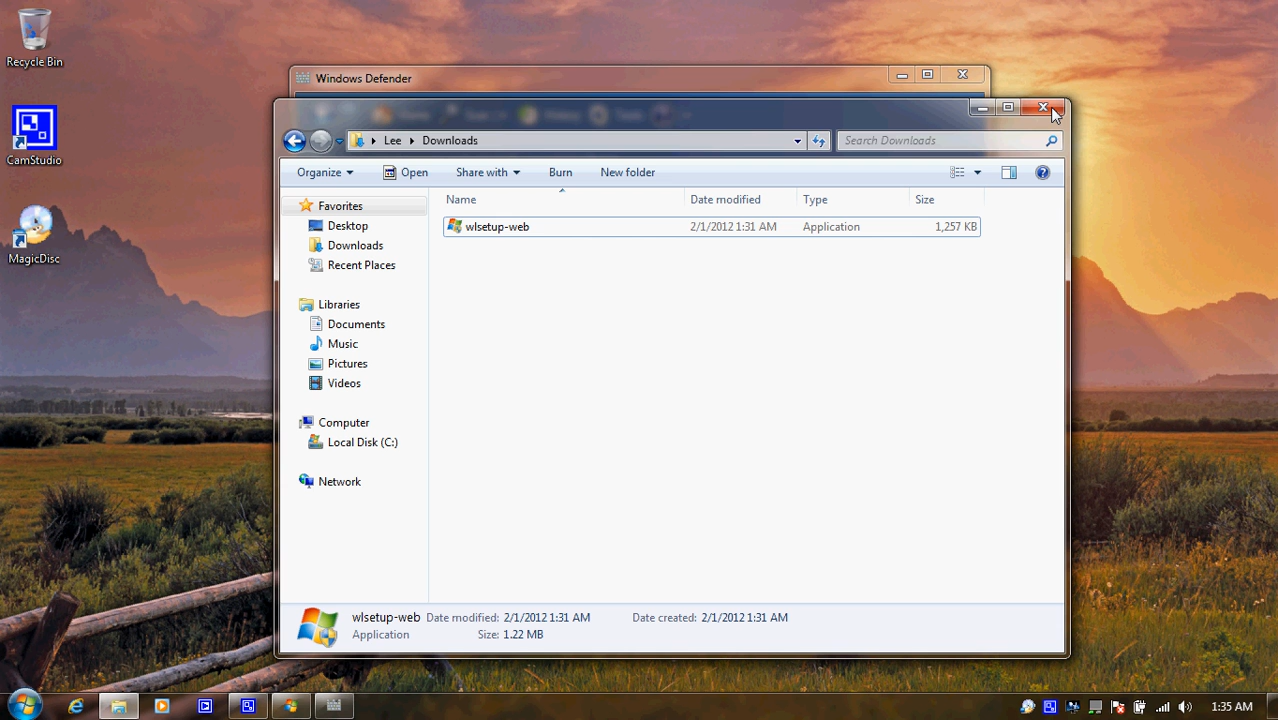 Recycle Bin
CamStudio
MagicDisc
Windows Defender
Lee Downloads
Search Downloads
Organize Open Share with Burn New folder
Name Date modified Type Size
wlsetup-web 2/1/2012 1:31 AM Application 1,257 KB
Favorites
Desktop
Downloads
Recent Places
Libraries
Documents
Music
Pictures
Videos
Computer
Local Disk (C:)
Network
wlsetup-web Date modified: 2/1/2012 1:31 AM Date created: 2/1/2012 1:31 AM
Application Size: 1.22 MB
1:35 AM